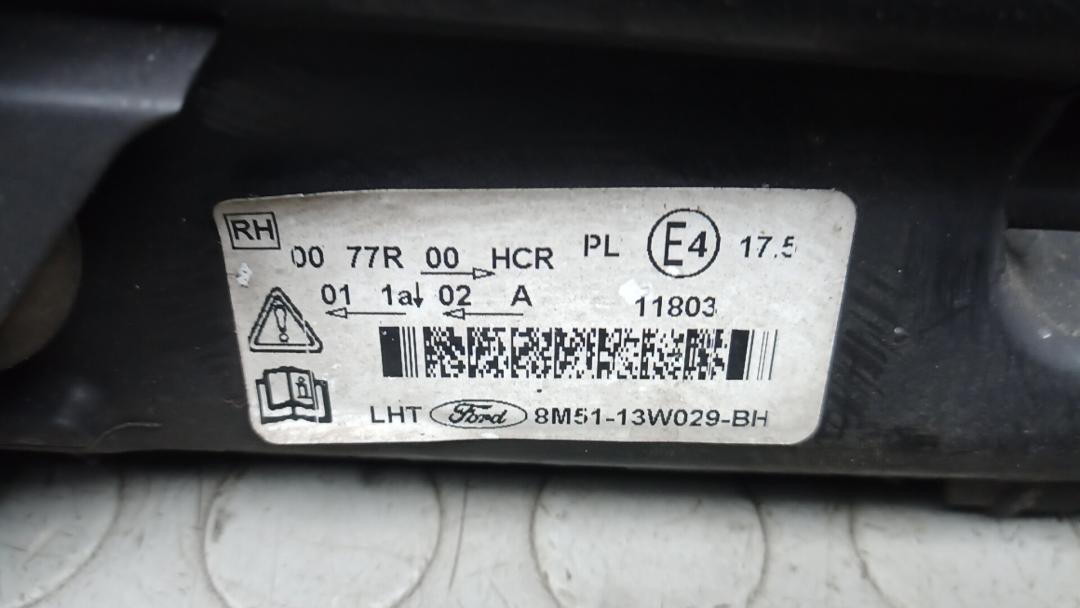 RH 00 77R 00 HCR PL E4 17.5
01 1a 02 A 11803
LHT Ford 8M51-13W029-BH